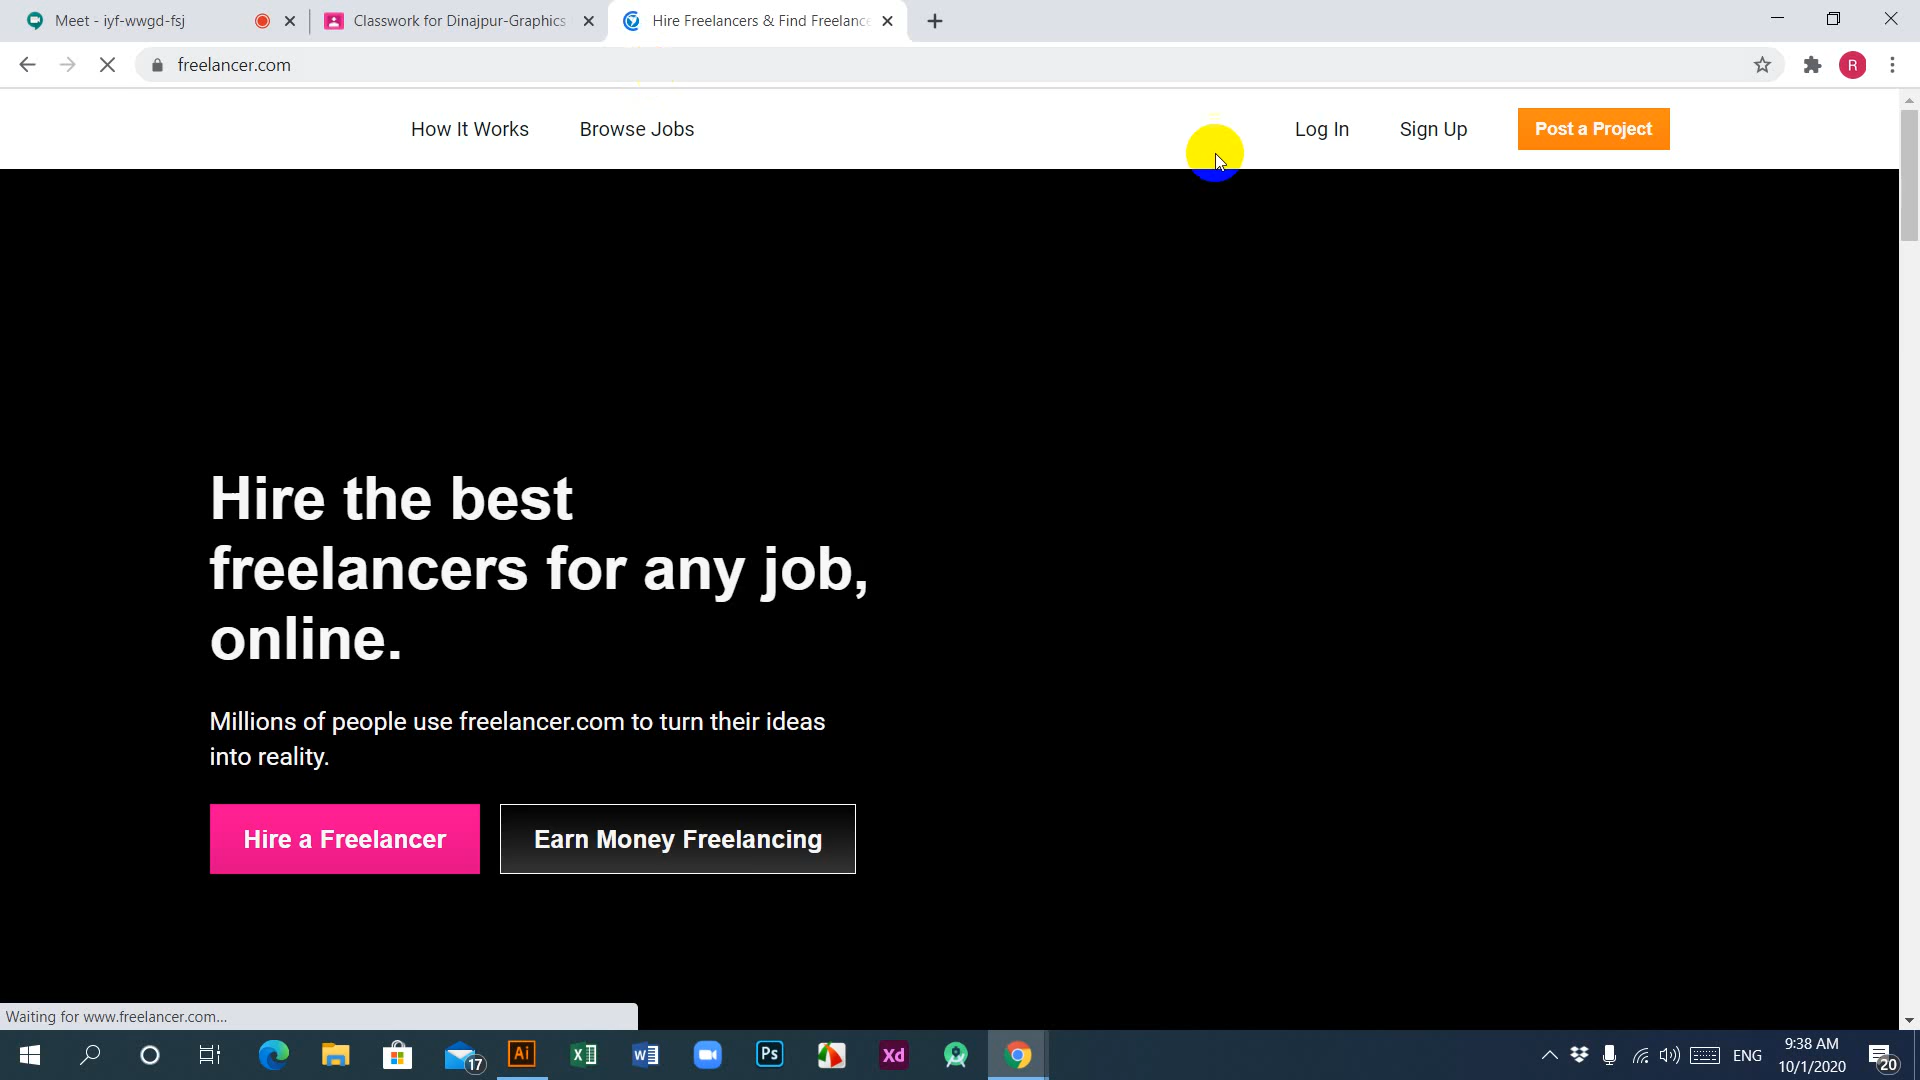 Meet - iyf-wwgd-fsj
Classwork for Dinajpur-Graphics
Hire Freelancers & Find Freelance
freelancer.com
R
How It Works
Browse Jobs
Log In
Sign Up
Post a Project
Hire the best
freelancers for any job,
online.
Millions of people use freelancer.com to turn their ideas
into reality.
Hire a Freelancer
Earn Money Freelancing
Waiting for www.freelancer.com...
17
Ai
Ps
Xd
ENG
9:38 AM
10/1/2020
20